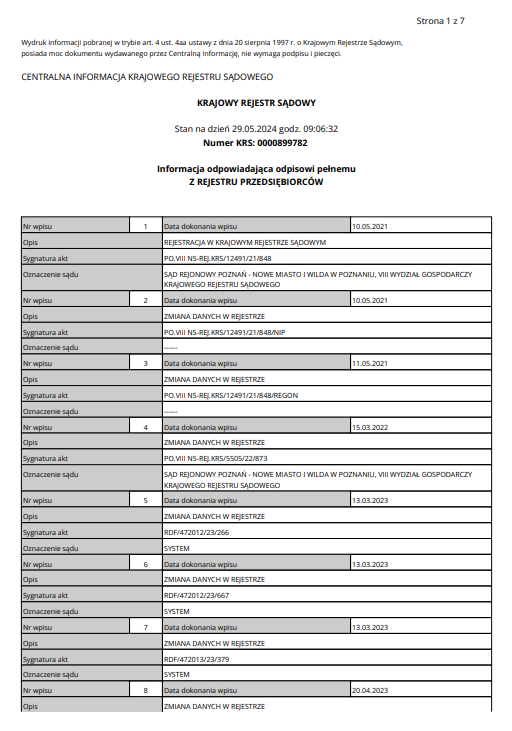 Strona 1 z 7
Wydruk informacji pobranej w trybie art. 4 ust. 4aa ustawy z dnia 20 sierpnia 1997 r. o Krajowym Rejestrze Sądowym,
posiada moc dokumentu wydawanego przez Centralną Informację, nie wymaga podpisu i pieczęci.
CENTRALNA INFORMACJA KRAJOWEGO REJESTRU SĄDOWEGO
KRAJOWY REJESTR SĄDOWY
Stan na dzień 29.05.2024 godz. 09:06:32
Numer KRS: 0000899782
Informacja odpowiadająca odpisowi pełnemu
Z REJESTRU PRZEDSIĘBIORCÓW
Nr wpisu 1 Data dokonania wpisu 10.05.2021
Opis REJESTRACJA W KRAJOWYM REJESTRZE SĄDOWYM
Sygnatura akt PO.VIII NS-REJ.KRS/12491/21/848
Oznaczenie sądu SĄD REJONOWY POZNAŃ - NOWE MIASTO I WILDA W POZNANIU, VIII WYDZIAŁ GOSPODARCZY
KRAJOWEGO REJESTRU SĄDOWEGO
Nr wpisu 2 Data dokonania wpisu 10.05.2021
Opis ZMIANA DANYCH W REJESTRZE
Sygnatura akt PO.VIII NS-REJ.KRS/12491/21/848/NIP
Oznaczenie sądu ------
Nr wpisu 3 Data dokonania wpisu 11.05.2021
Opis ZMIANA DANYCH W REJESTRZE
Sygnatura akt PO.VIII NS-REJ.KRS/12491/21/848/REGON
Oznaczenie sądu ------
Nr wpisu 4 Data dokonania wpisu 15.03.2022
Opis ZMIANA DANYCH W REJESTRZE
Sygnatura akt PO.VIII NS-REJ.KRS/5505/22/873
Oznaczenie sądu SĄD REJONOWY POZNAŃ - NOWE MIASTO I WILDA W POZNANIU, VIII WYDZIAŁ GOSPODARCZY
KRAJOWEGO REJESTRU SĄDOWEGO
Nr wpisu 5 Data dokonania wpisu 13.03.2023
Opis ZMIANA DANYCH W REJESTRZE
Sygnatura akt RDF/472012/23/266
Oznaczenie sądu SYSTEM
Nr wpisu 6 Data dokonania wpisu 13.03.2023
Opis ZMIANA DANYCH W REJESTRZE
Sygnatura akt RDF/472012/23/667
Oznaczenie sądu SYSTEM
Nr wpisu 7 Data dokonania wpisu 13.03.2023
Opis ZMIANA DANYCH W REJESTRZE
Sygnatura akt RDF/472013/23/379
Oznaczenie sądu SYSTEM
Nr wpisu 8 Data dokonania wpisu 20.04.2023
Opis ZMIANA DANYCH W REJESTRZE